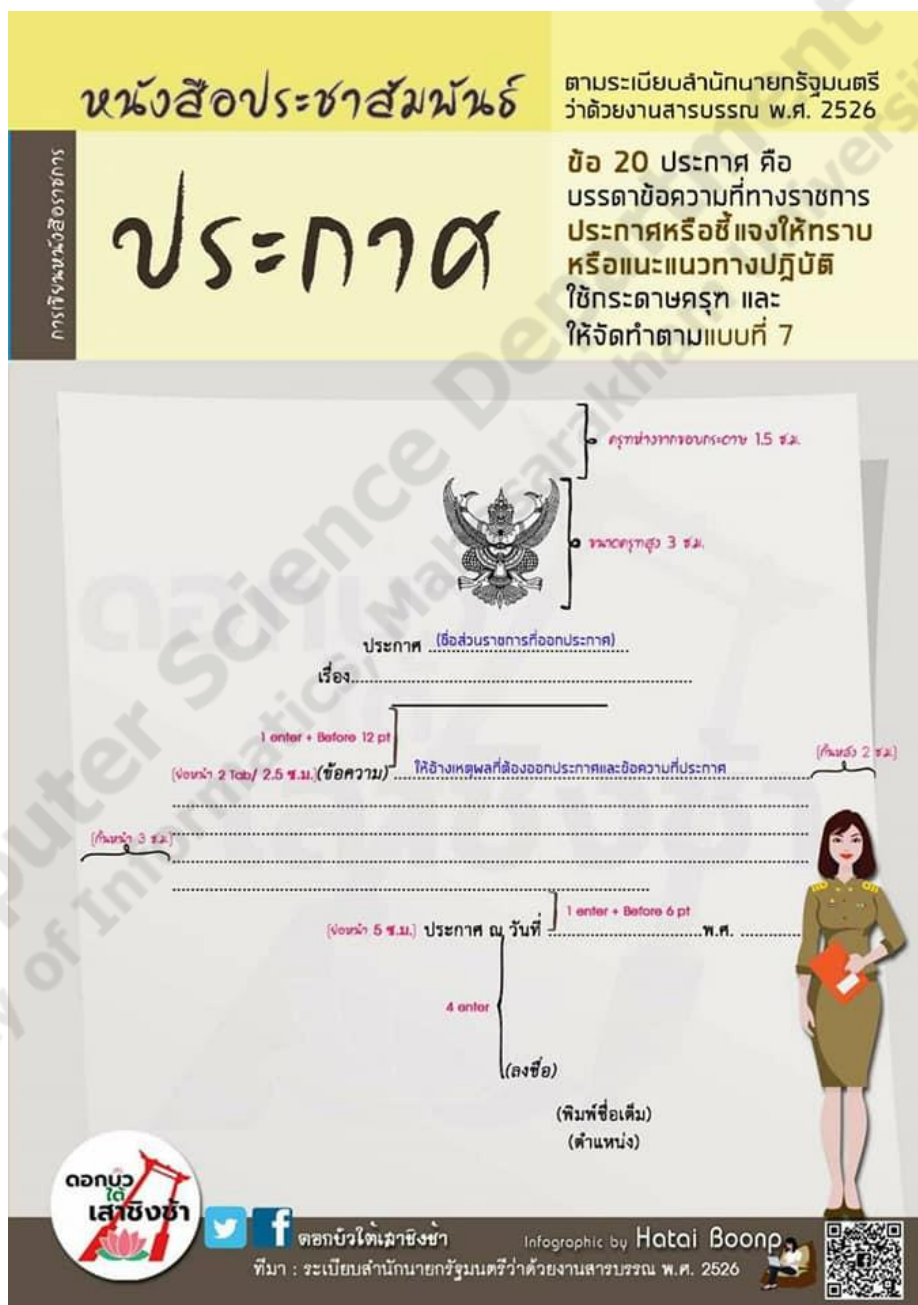 หนังสือประชาสัมพันธ์
ตามระเบียบสำนักนายกรัฐมนตรี
ว่าด้วยงานสารบรรณ พ.ศ. 2526
การเขียนหนังสือราชการ
ประกาศ
ข้อ 20 ประกาศ คือ
บรรดาข้อความที่ทางราชการ
ประกาศหรือชี้แจงให้ทราบ
หรือแนะแนวทางปฏิบัติ
ใช้กระดาษครุฑ และ
ให้จัดทำตามแบบที่ 7
ครุฑห่างจากขอบกระดาษ 1.5 ซ.ม.
ขนาดครุฑสูง 3 ซ.ม.
ประกาศ (ชื่อส่วนราชการที่ออกประกาศ)
เรื่อง
1 enter + Before 12 pt
(กั้นหลัง 2 ซ.ม.)
(ย่อหน้า 2 Tab/ 2.5 ซ.ม.) (ข้อความ) ให้อ้างเหตุผลที่ต้องออกประกาศและข้อความที่ประกาศ
(กั้นหน้า 3 ซ.ม.)
1 enter + Before 6 pt
(ย่อหน้า 5 ซ.ม.) ประกาศ ณ วันที่ พ.ศ.
4 enter
(ลงชื่อ)
(พิมพ์ชื่อเต็ม)
(ตำแหน่ง)
ดอกบัว
ใต้
เสาชิงช้า
ดอกบัวใต้เสาชิงช้า Infographic by Hatai Boonp
ที่มา : ระเบียบสำนักนายกรัฐมนตรีว่าด้วยงานสารบรรณ พ.ศ. 2526